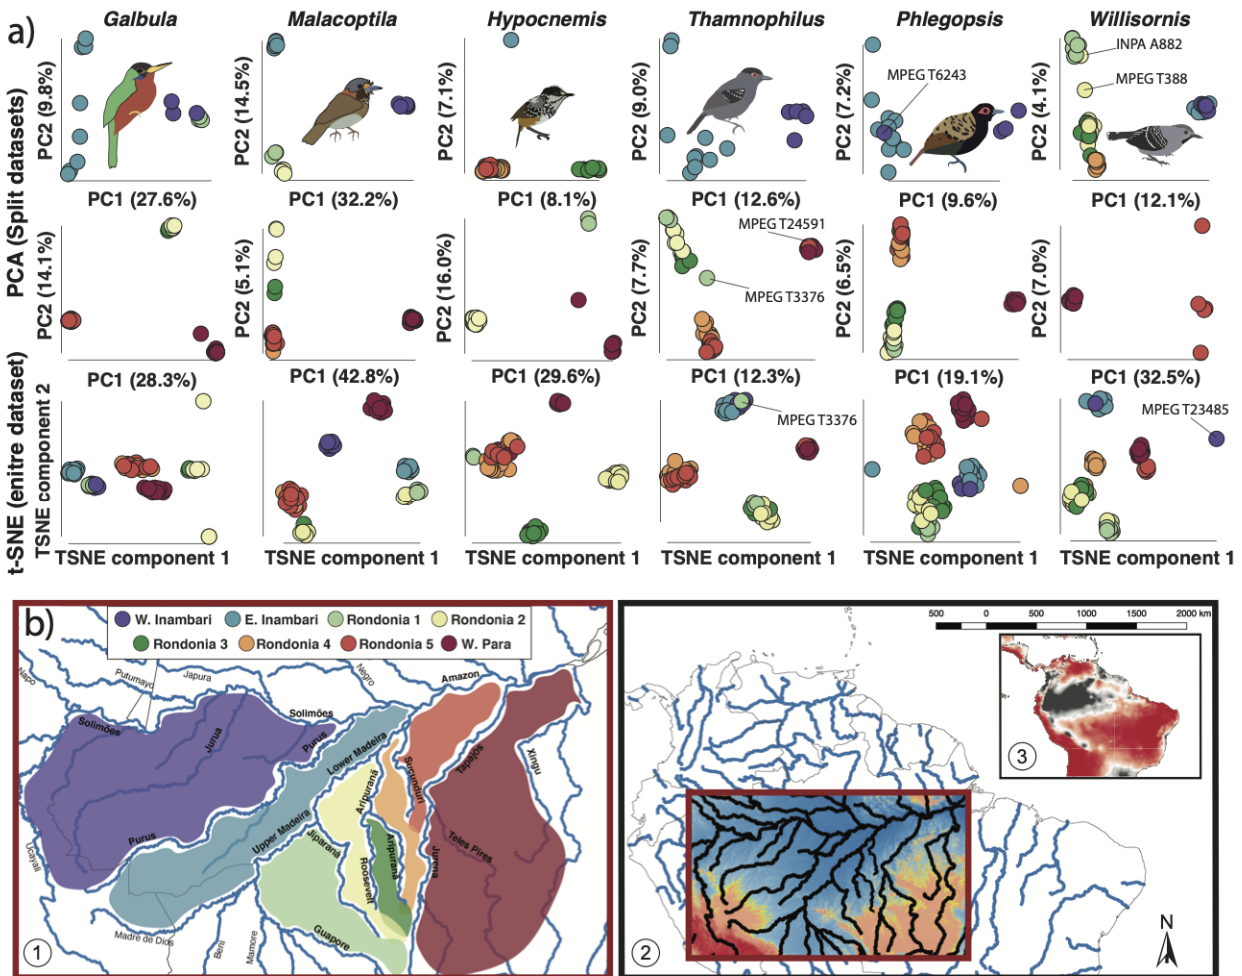 a)
Galbula
Malacoptila
Hypocnemis
Thamnophilus
Phlegopsis
Willisornis
PCA (Split datasets)
PC2 (9.8%)
PC2 (14.5%)
PC2 (7.1%)
PC2 (9.0%)
PC2 (7.2%)
PC2 (4.1%)
MPEG T6243
INPA A882
MPEG T388
PC1 (27.6%)
PC1 (32.2%)
PC1 (8.1%)
PC1 (12.6%)
PC1 (9.6%)
PC1 (12.1%)
PC2 (14.1%)
PC2 (5.1%)
PC2 (16.0%)
PC2 (7.7%)
PC2 (6.5%)
PC2 (7.0%)
MPEG T24591
MPEG T3376
PC1 (28.3%)
PC1 (42.8%)
PC1 (29.6%)
PC1 (12.3%)
PC1 (19.1%)
PC1 (32.5%)
t-SNE (enitre dataset)
TSNE component 2
MPEG T3376
MPEG T23485
TSNE component 1
TSNE component 1
TSNE component 1
TSNE component 1
TSNE component 1
TSNE component 1
b)
W. Inambari
E. Inambari
Rondonia 1
Rondonia 2
Rondonia 3
Rondonia 4
Rondonia 5
W. Para
Napo
Putumayo
Japura
Negro
Amazon
Solimões
Solimões
Jurua
Purus
Lower Madeira
Sucunduri
Tapajós
Xingu
Aripuraná
Upper Madeira
Purus
Ucayali
Jiparaná
Roosevelt
Aripuraná
Juruena
Teles Pires
Madre de Dios
Beni
Mamore
Guapore
1
500
0
500
1000
1500
2000 km
3
2
N